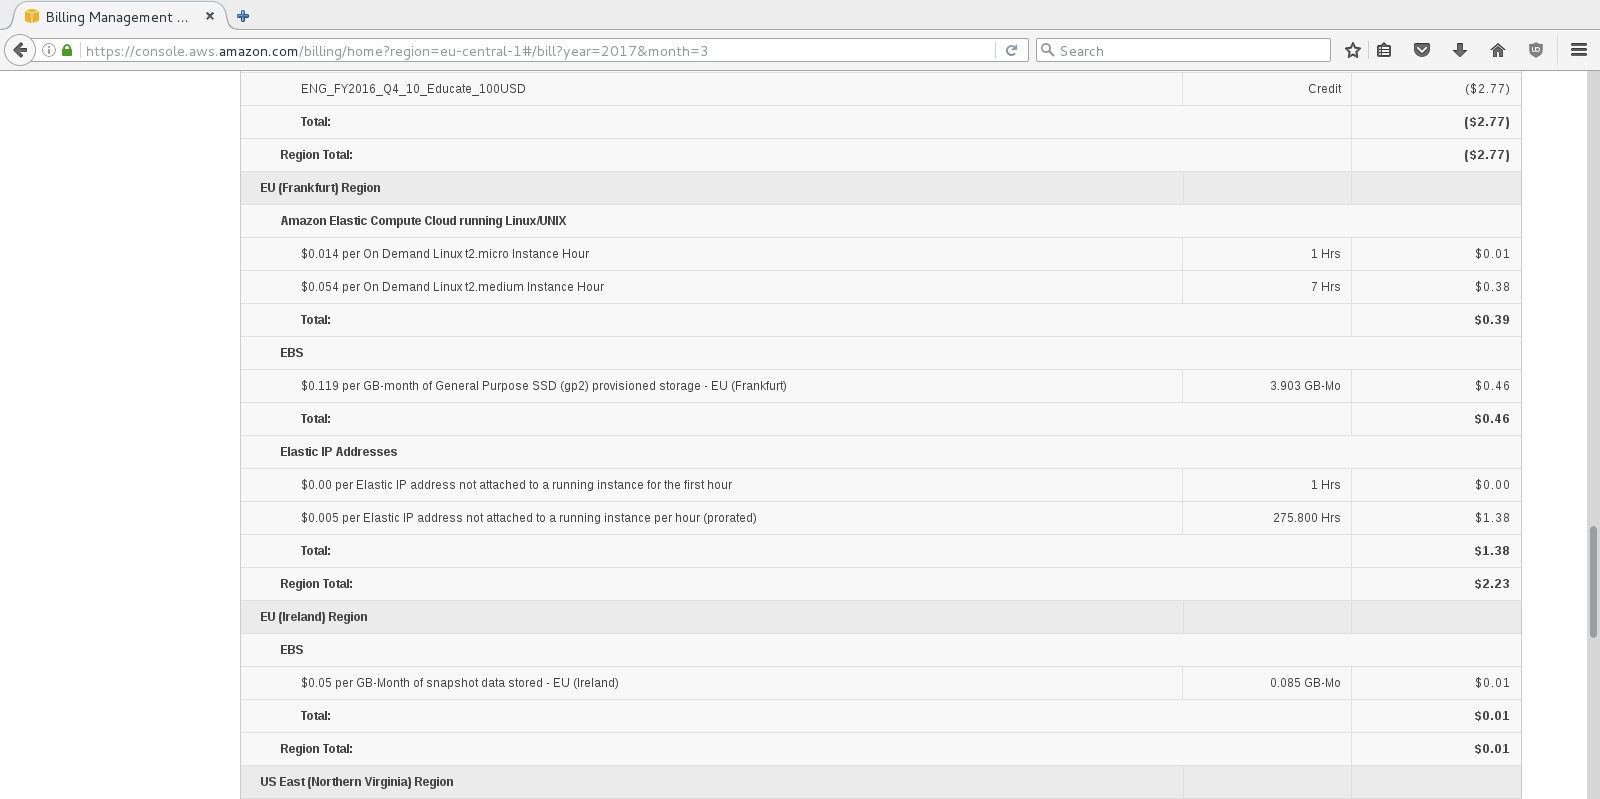 Billing Management ...
https://console.aws.amazon.com/billing/home?region=eu-central-1#/bill?year=2017&month=3
Search
ENG_FY2016_Q4_10_Educate_100USD Credit ($2.77)
Total: ($2.77)
Region Total: ($2.77)
EU (Frankfurt) Region
Amazon Elastic Compute Cloud running Linux/UNIX
$0.014 per On Demand Linux t2.micro Instance Hour 1 Hrs $0.01
$0.054 per On Demand Linux t2.medium Instance Hour 7 Hrs $0.38
Total: $0.39
EBS
$0.119 per GB-month of General Purpose SSD (gp2) provisioned storage - EU (Frankfurt) 3.903 GB-Mo $0.46
Total: $0.46
Elastic IP Addresses
$0.00 per Elastic IP address not attached to a running instance for the first hour 1 Hrs $0.00
$0.005 per Elastic IP address not attached to a running instance per hour (prorated) 275.800 Hrs $1.38
Total: $1.38
Region Total: $2.23
EU (Ireland) Region
EBS
$0.05 per GB-Month of snapshot data stored - EU (Ireland) 0.085 GB-Mo $0.01
Total: $0.01
Region Total: $0.01
US East (Northern Virginia) Region